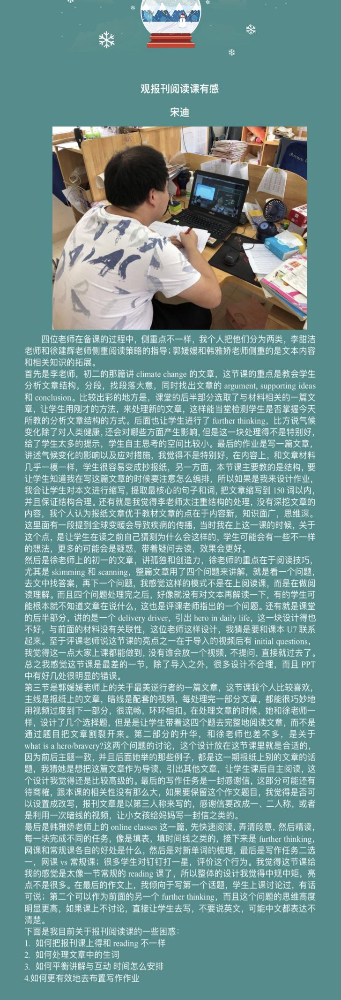 观报刊阅读课有感
宋迪
ASUS
四位老师在备课的过程中，侧重点不一样，我个人把他们分为两类，李甜洁
老师和徐建辉老师侧重阅读策略的指导；郭媛媛和韩雅娇老师侧重的是文本内容
和相关知识的拓展。
首先是李老师，初二的那篇讲 climate change 的文章，这节课的重点是教会学生
分析文章结构，分段，找段落大意，同时找出文章的 argument, supporting ideas
和 conclusion。比较出彩的地方是，课堂的后半部分选取了与材料相关的一篇文
章，让学生用刚才的方法，来处理新的文章，这样能当堂检测学生是否掌握今天
所教的分析文章结构的方式。后面也让学生进行了 further thinking，比方说气候
变化除了对人类健康，还会对哪些方面产生影响，但是这一块处理得不是特别好，
给了学生太多的提示，学生自主思考的空间比较小。最后的作业是写一篇文章，
讲述气候变化的影响以及应对措施，我觉得不是特别好，在内容上，和文章材料
几乎一模一样，学生很容易变成抄报纸，另一方面，本节课主要教的是结构，要
让学生知道我在写这篇文章的时候要注意怎么编排，所以如果是我来设计作业，
我会让学生对本文进行缩写，提取最核心的句子和词，把文章缩写到 150 词以内，
并且保证结构合理。还有就是我觉得李老师太注重结构的处理，没有深挖文章的
内容，我个人认为报纸文章优于教材文章的点在于内容新，知识面广，思维深。
这里面有一段提到全球变暖会导致疾病的传播，当时我在上这一课的时候，关于
这个点，是让学生在读之前自己猜测为什么会这样的，学生可能会有一些不一样
的想法，更多的可能会是疑惑，带着疑问去读，效果会更好。
然后是徐老师上的初一的文章，讲孤独和创造力，徐老师的重点在于阅读技巧，
尤其是 skimming 和 scanning，整篇文章用了四个问题来讲解，就是看一个问题，
去文中找答案，再下一个问题，我感觉这样的模式不是在上阅读课，而是在做阅
读理解。而且四个问题处理完之后，好像就没有对文本再解读一下，有的学生可
能根本就不知道文章在说什么，这也是评课老师指出的一个问题。还有就是课堂
的后半部分，讲的是一个 delivery driver，引出 hero in daily life，这一块设计得也
不好，与前面的材料没有关联性，这位老师这样设计，我猜是要和课本 U7 联系
起来。至于评课老师说这节课的亮点之一在于导入的视频后有 initial questions，
我觉得这一点大家上课都能做到，没有谁会放一个视频，不提问，直接就过去了。
总之我感觉这节课是最差的一节，除了导入之外，很多设计不合理，而且 PPT
中有好几处很明显的错误。
第三节是郭媛媛老师上的关于最美逆行者的一篇文章，这节课我个人比较喜欢，
主线是报纸上的文章，暗线是配套的视频，每处理完一部分文章，都能很巧妙地
用视频过度到下一部分，很流畅，环环相扣。在处理文章的时候，她和徐老师一
样，设计了几个选择题，但是是让学生带着这四个题去完整地阅读文章，而不是
通过题目把文章割裂开来。第二部分的升华，和徐老师也差不多，是关于
what is a hero/bravery?这两个问题的讨论，这个设计放在这节课里就是合适的，
因为前后主题一致，并且后面她举的那些例子，都是这一期报纸上别的文章的话
题，我猜她是想把这篇文章作为导读，引出其他文章，让学生课后自主阅读，这
个设计我觉得还是比较高级的。最后的写作任务是一封感谢信，这部分可能还有
待商榷，跟本课的相关性没有那么大，如果要保留这个作文题目，我觉得是否可
以设置成改写，报刊文章是以第三人称来写的，感谢信要改成一、二人称，或者
是利用一次暗线的视频，让小女孩给妈妈写一封信之类的。
最后是韩雅娇老师上的 online classes 这一篇，先快速阅读，弄清段意，然后精读，
每一块完成不同的任务，像是填表，填时间线之类的，接下来是 further thinking，
网课和常规课各自的好处是什么，然后是对新单词的梳理，最后是写作任务二选
一，网课 vs 常规课；很多学生对钉钉打一星，评价这个行为。我觉得这节课给
我的感觉是太像一节常规的 reading 课了，所以整体的设计我觉得中规中矩，亮
点不是很多。在最后的作文上，我倾向于写第一个话题，学生上课讨论过，有话
可说；第二个可以作为前面的另一个 further thinking，而且这个问题的思维高度
明显更高，如果课上不讨论，直接让学生去写，不要说英文，可能中文都表达不
清楚。
下面是我目前关于报刊阅读课的一些困惑：
1. 如何把报刊课上得和 reading 不一样
2. 如何处理文章中的生词
3. 如何平衡讲解与互动 时间怎么安排
4.如何更有效地去布置写作作业